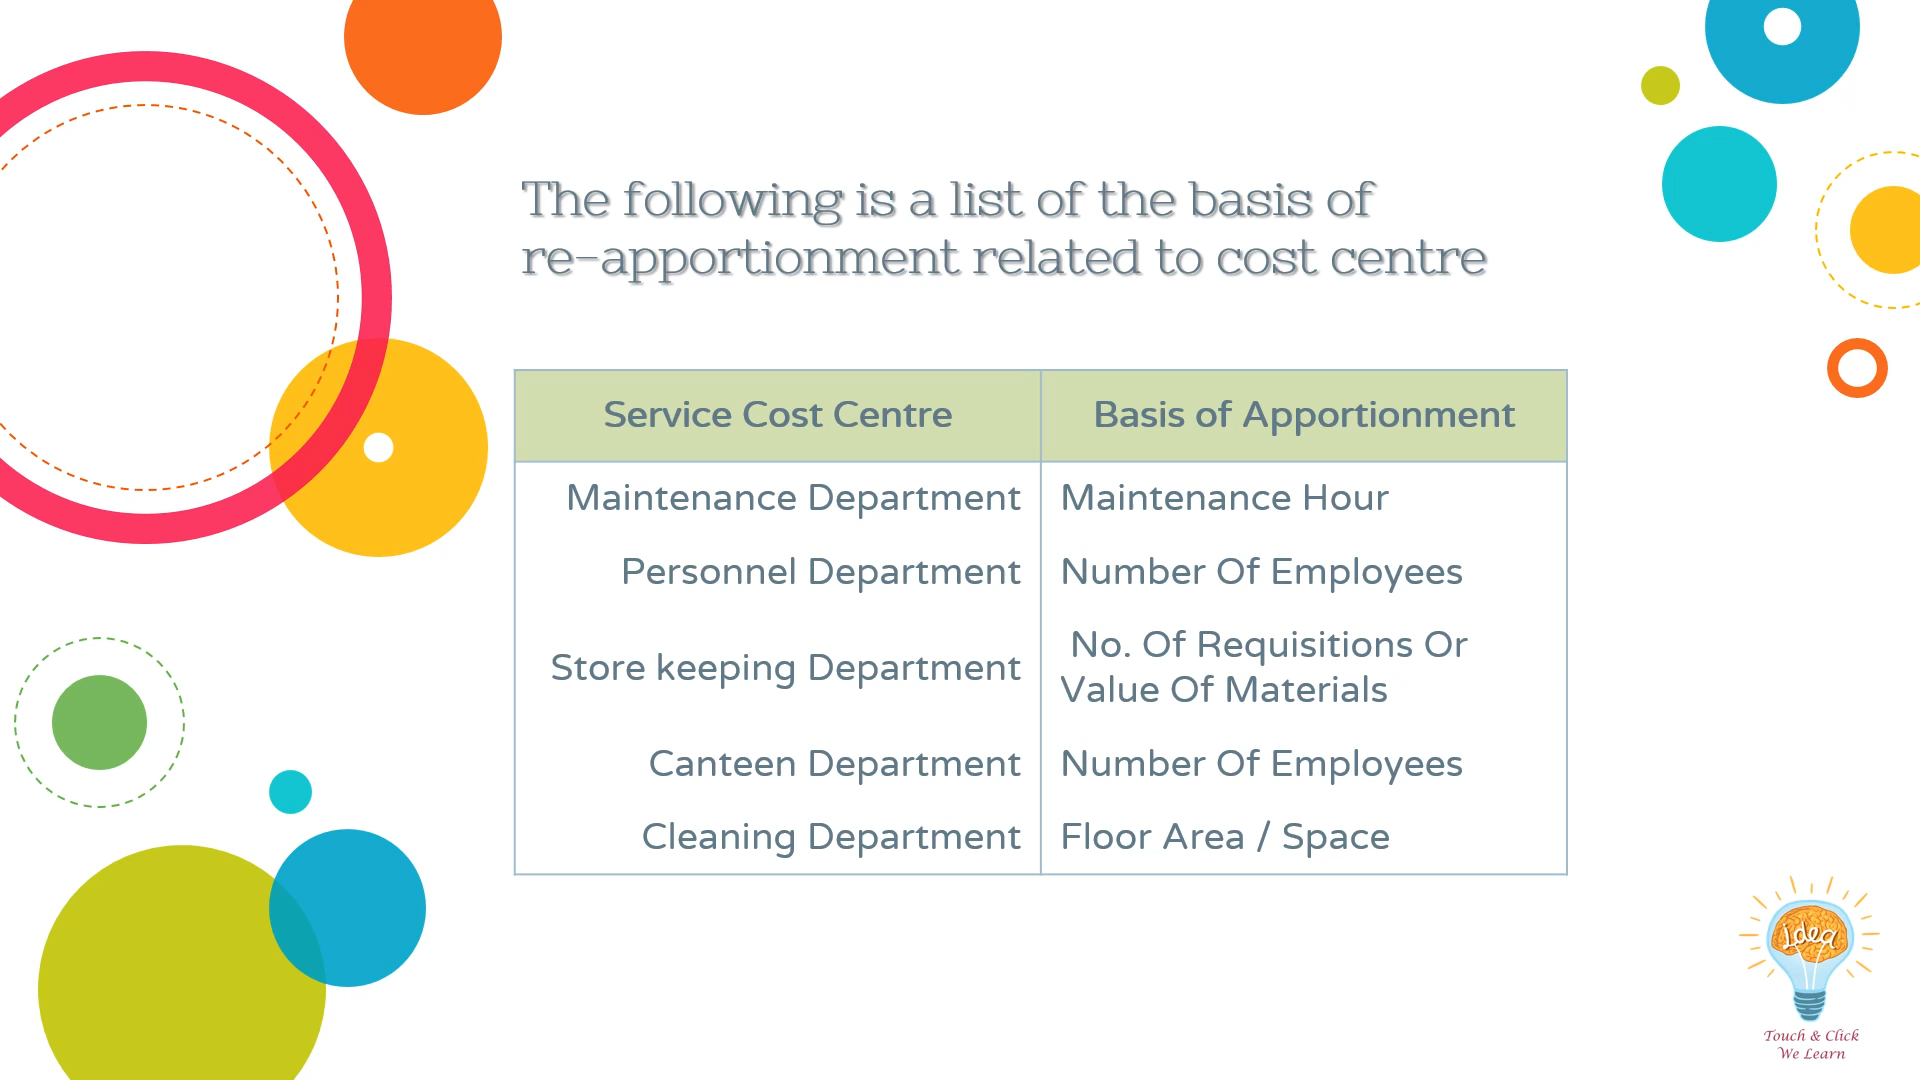 The following is a list of the basis of
re-apportionment related to cost centre
Service Cost Centre
Basis of Apportionment
Maintenance Department
Maintenance Hour
Personnel Department
Number Of Employees
Store keeping Department
No. Of Requisitions Or
Value Of Materials
Canteen Department
Number Of Employees
Cleaning Department
Floor Area / Space
idea
Touch & Click
We Learn